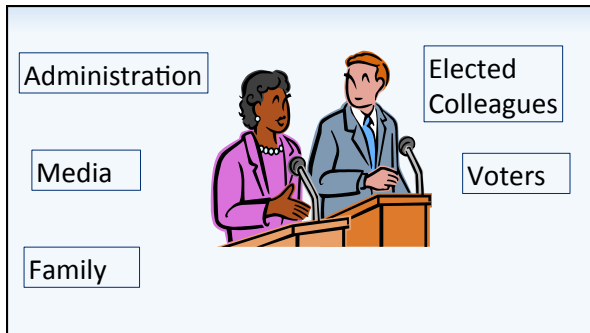 Administration
Media
Family
Elected
Colleagues
Voters